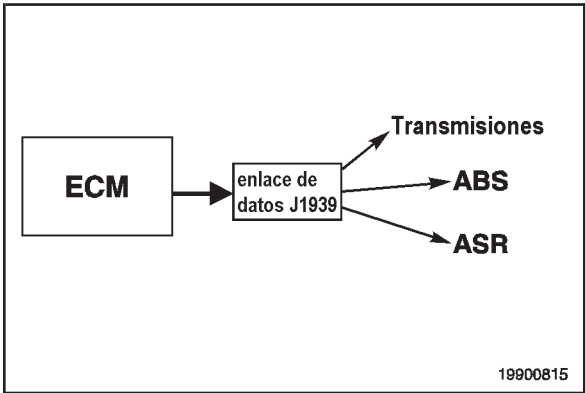 ECM
enlace de
datos J1939
Transmisiones
ABS
ASR
19900815